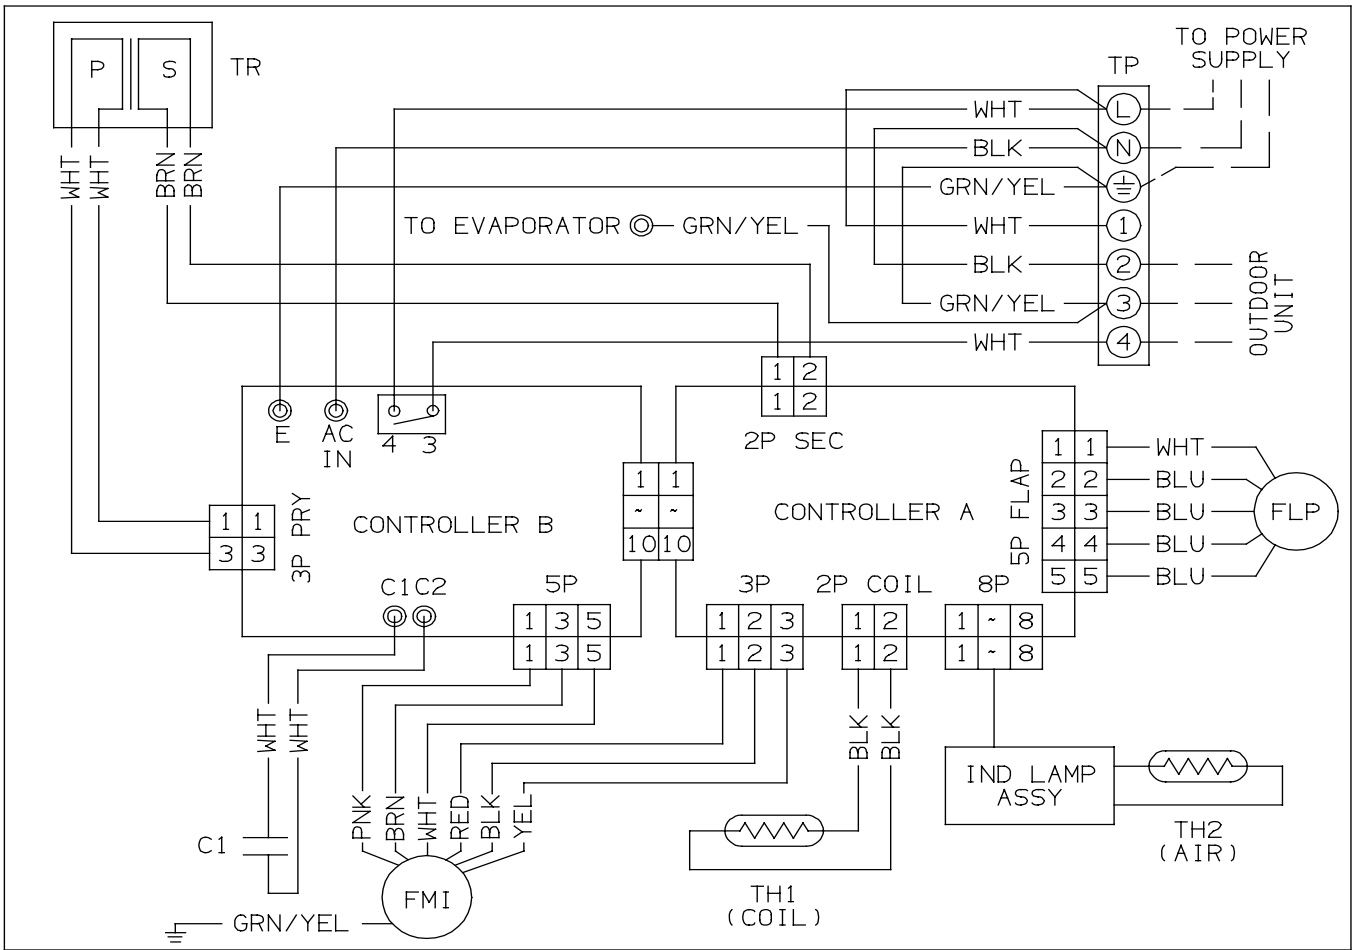 TO POWER
SUPPLY
P S TR
TP
WHT L
BLK N
GRN/YEL
TO EVAPORATOR GRN/YEL WHT 1
BLK 2
GRN/YEL 3
WHT 4
OUTDOOR
UNIT
WHT WHT BRN BRN
1 2
1 2
2P SEC
E AC
IN
4 3
1 1
~ ~
10 10
3P PRY
1 1
3 3
CONTROLLER B
CONTROLLER A
5P FLAP
1 1 WHT
2 2 BLU
3 3 BLU
4 4 BLU
5 5 BLU
FLP
C1 C2
5P
1 3 5
1 3 5
3P
1 2 3
1 2 3
2P COIL
1 2
1 2
8P
1 ~ 8
1 ~ 8
WHT WHT
C1
PNK BRN WHT RED BLK YEL
FMI
GRN/YEL
BLK BLK
TH1
(COIL)
IND LAMP
ASSY
TH2
(AIR)